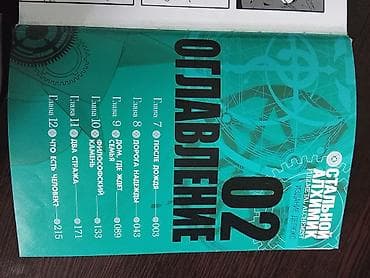 СТАЛЬНОЙ
АЛХИМИК
02
ОГЛАВЛЕНИЕ
Глава 7 ПОСЛЕ ДОЖДЯ 003
Глава 8 ДОРОГА НАДЕЖДЫ 043
Глава 9 ДОМ, ГДЕ ЖДЕТ СЕМЬЯ 089
Глава 10 ФИЛОСОФСКИЙ КАМЕНЬ 133
Глава 11 ДВА СТРАЖА 171
Глава 12 ЧТО ЕСТЬ ЧЕЛОВЕК? 215